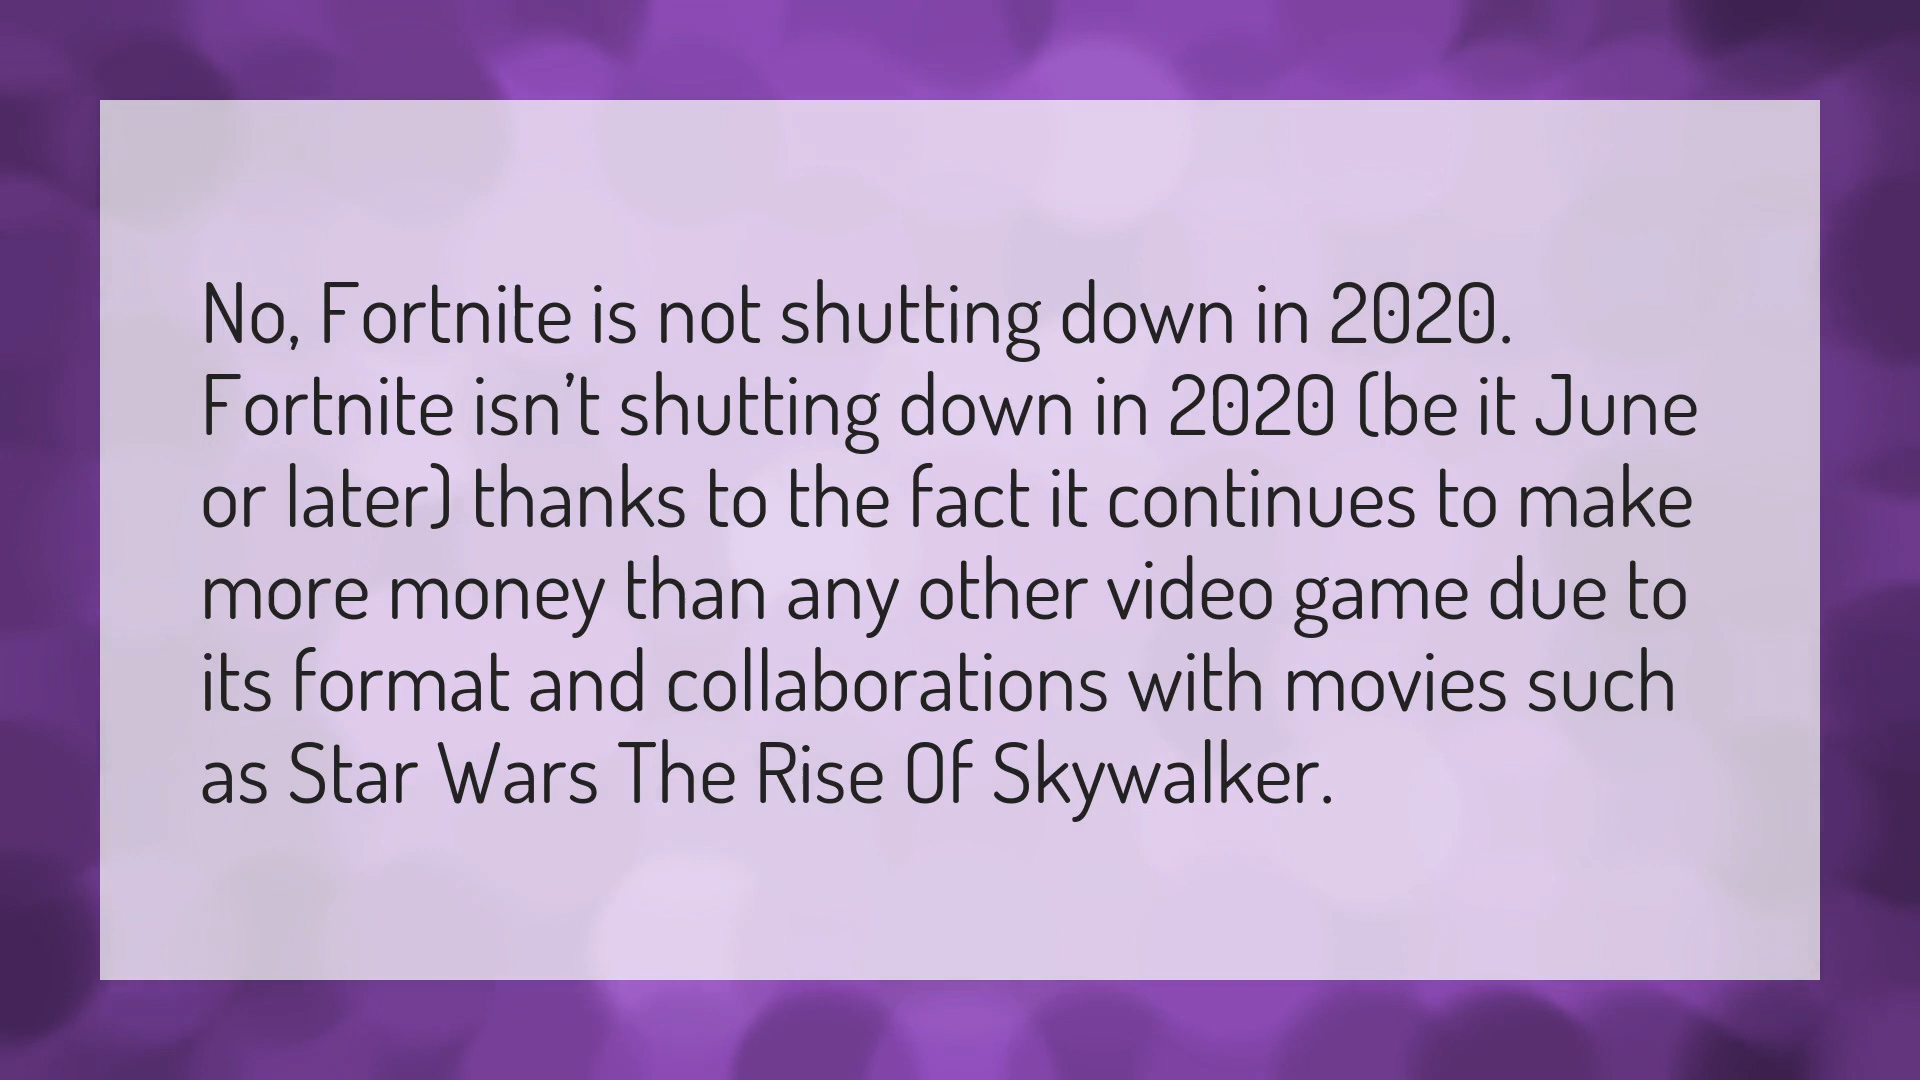 No, Fortnite is not shutting down in 2020.
Fortnite isn’t shutting down in 2020 (be it June
or later) thanks to the fact it continues to make
more money than any other video game due to
its format and collaborations with movies such
as Star Wars The Rise Of Skywalker.